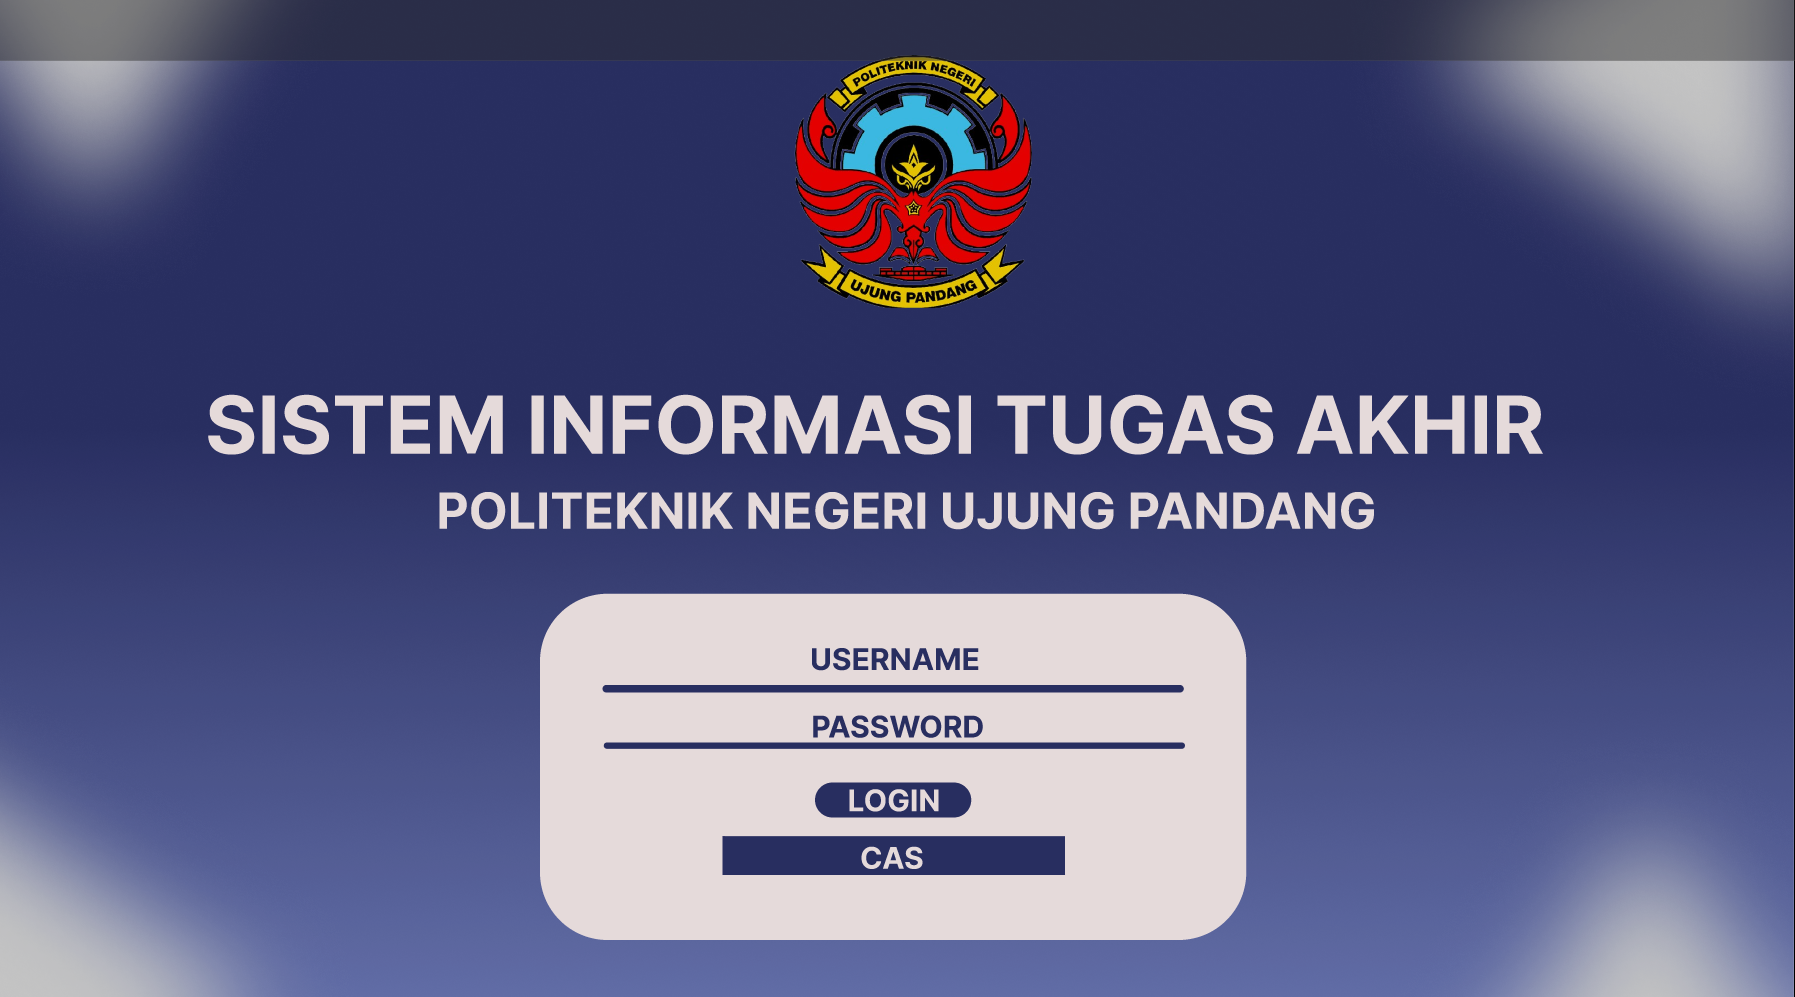 POLITEKNIK NEGERI
UJUNG PANDANG
SISTEM INFORMASI TUGAS AKHIR
POLITEKNIK NEGERI UJUNG PANDANG
USERNAME
PASSWORD
LOGIN
CAS